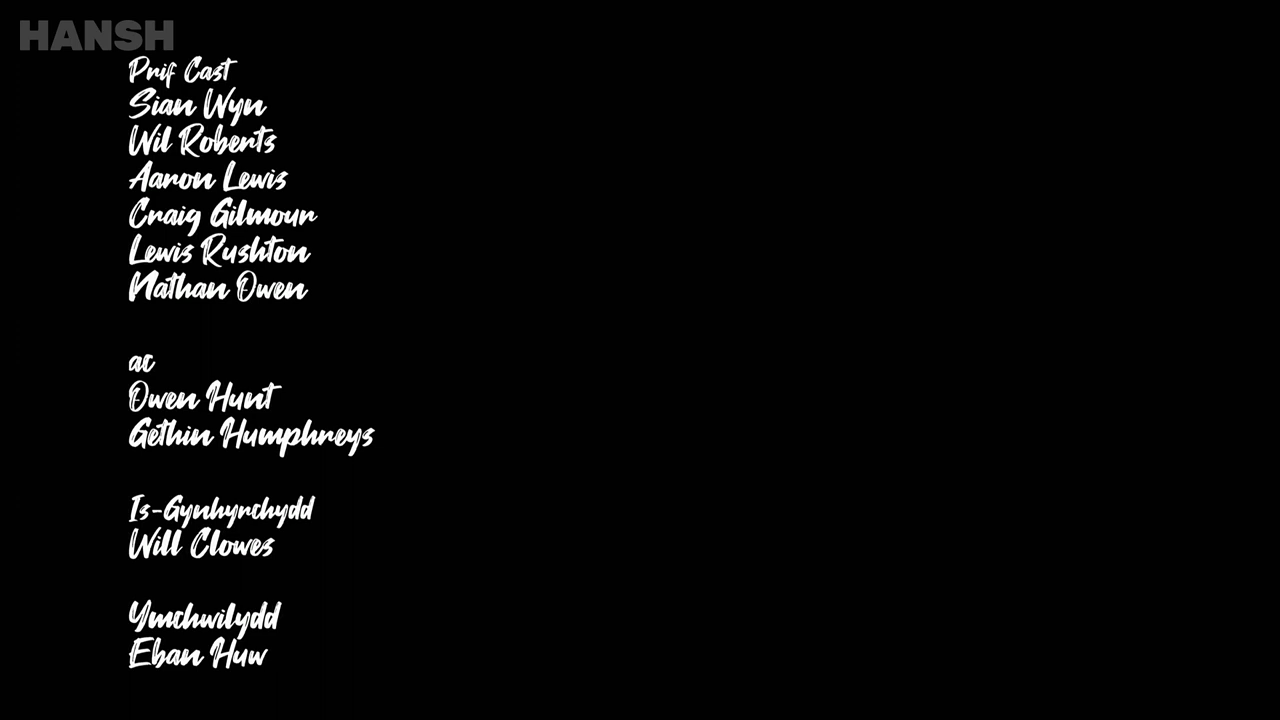 HANSH
Prif Cast
Sian Wyn
Wil Roberts
Aaron Lewis
Craig Gilmour
Lewis Rushton
Nathan Owen
ac
Owen Hunt
Gethin Humphreys
Is-Gynhyrchydd
Will Clowes
Ymchwilydd
Eban Huw